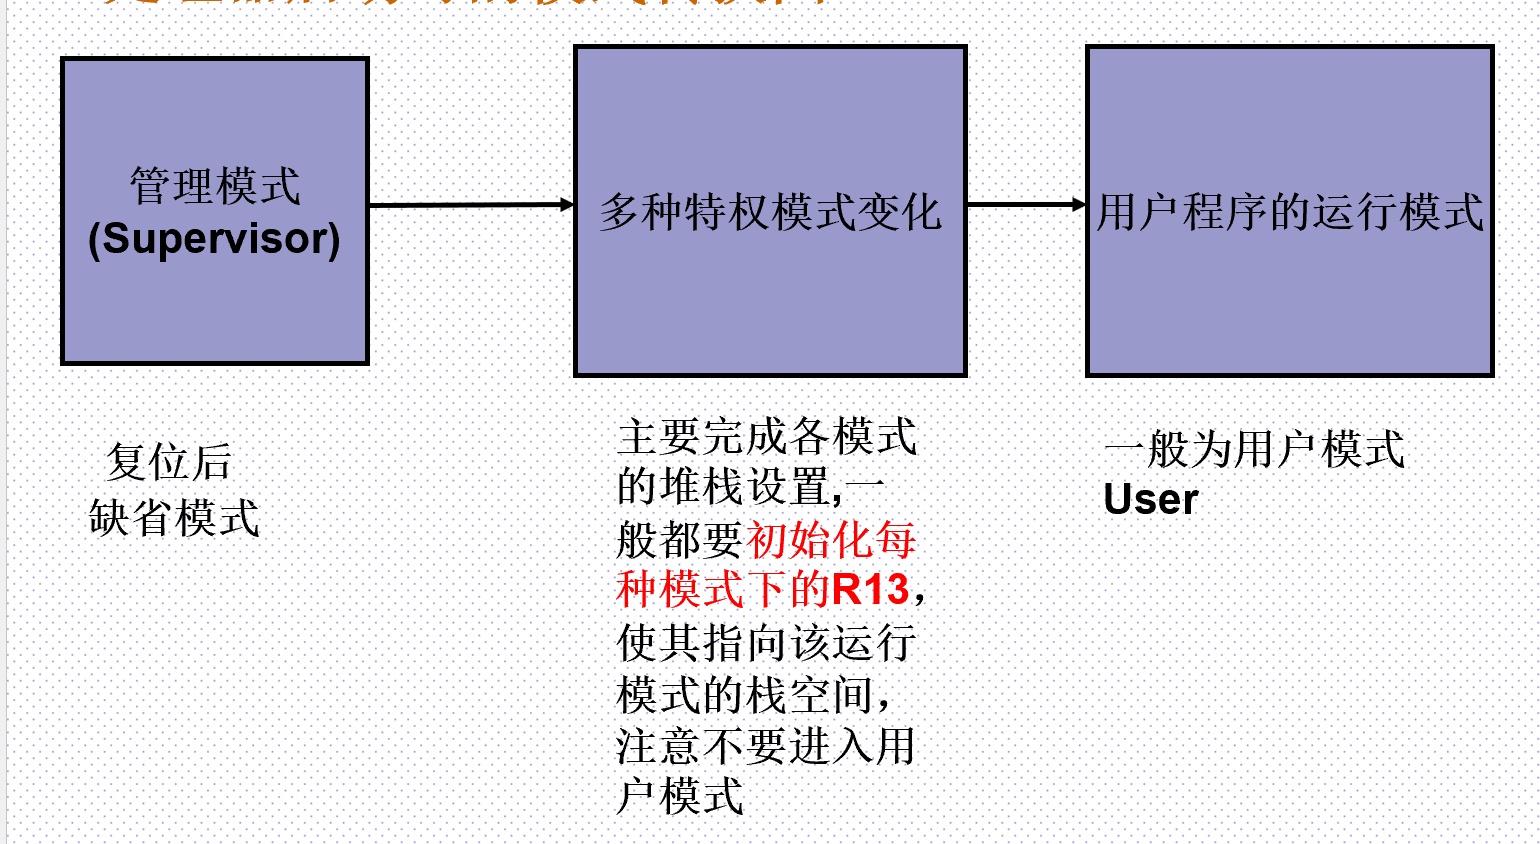 管理模式
(Supervisor)
多种特权模式变化
用户程序的运行模式
复位后
缺省模式
主要完成各模式
的堆栈设置,一
般都要初始化每
种模式下的R13，
使其指向该运行
模式的栈空间，
注意不要进入用
户模式
一般为用户模式
User